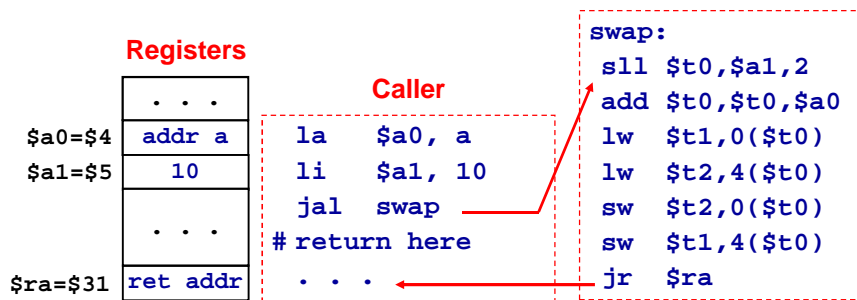 Registers
. . .
$a0=$4 addr a
$a1=$5 10
. . .
$ra=$31 ret addr
Caller
la $a0, a
li $a1, 10
jal swap
# return here
. . .
swap:
sll $t0,$a1,2
add $t0,$t0,$a0
lw $t1,0($t0)
lw $t2,4($t0)
sw $t2,0($t0)
sw $t1,4($t0)
jr $ra